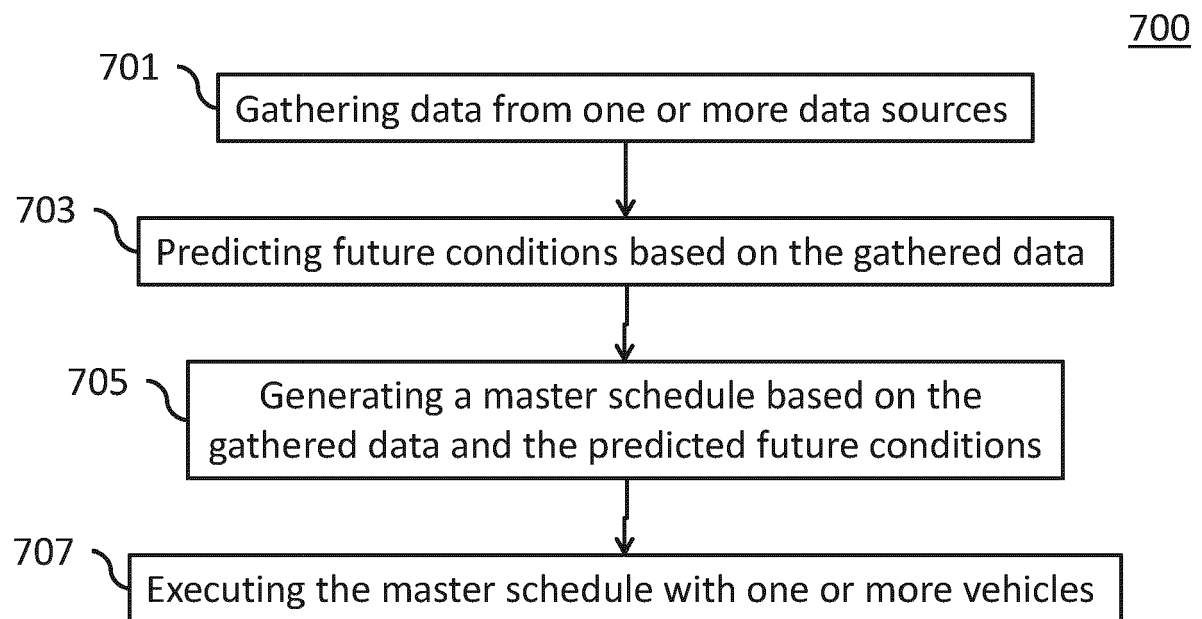 700
701
Gathering data from one or more data sources
703
Predicting future conditions based on the gathered data
705
Generating a master schedule based on the
gathered data and the predicted future conditions
707
Executing the master schedule with one or more vehicles